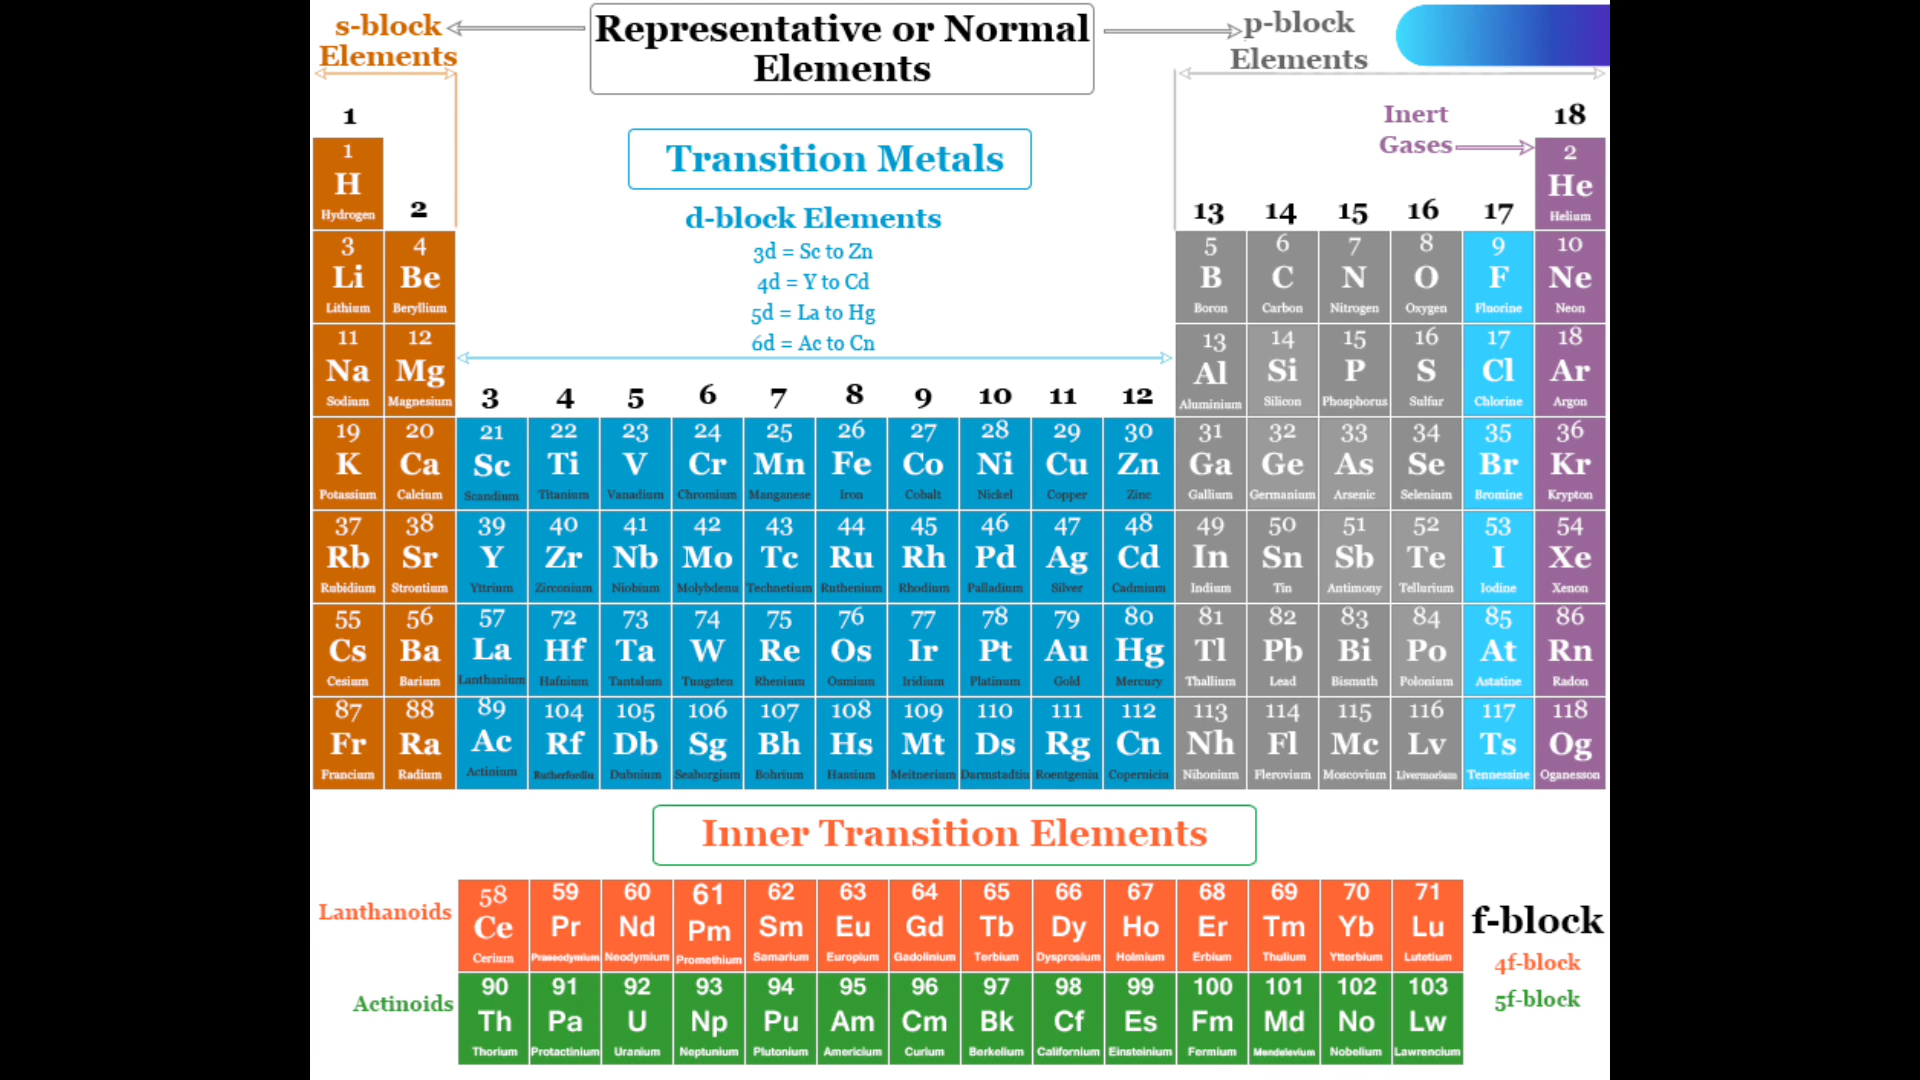 s-block
Elements
Representative or Normal
Elements
p-block
Elements
Inert
Gases
Transition Metals
d-block Elements
3d = Sc to Zn
4d = Y to Cd
5d = La to Hg
6d = Ac to Cn
1 18
2 13 14 15 16 17
3 4 5 6 7 8 9 10 11 12
1 2
H He
Hydrogen Helium
3 4 5 6 7 8 9 10
Li Be B C N O F Ne
Lithium Beryllium Boron Carbon Nitrogen Oxygen Fluorine Neon
11 12 13 14 15 16 17 18
Na Mg Al Si P S Cl Ar
Sodium Magnesium Aluminium Silicon Phosphorus Sulfur Chlorine Argon
19 20 21 22 23 24 25 26 27 28 29 30 31 32 33 34 35 36
K Ca Sc Ti V Cr Mn Fe Co Ni Cu Zn Ga Ge As Se Br Kr
Potassium Calcium Scandium Titanium Vanadium Chromium Manganese Iron Cobalt Nickel Copper Zinc Gallium Germanium Arsenic Selenium Bromine Krypton
37 38 39 40 41 42 43 44 45 46 47 48 49 50 51 52 53 54
Rb Sr Y Zr Nb Mo Tc Ru Rh Pd Ag Cd In Sn Sb Te I Xe
Rubidium Strontium Yttrium Zirconium Niobium Molybdenu Technetium Ruthenium Rhodium Palladium Silver Cadmium Indium Tin Antimony Tellurium Iodine Xenon
55 56 57 72 73 74 75 76 77 78 79 80 81 82 83 84 85 86
Cs Ba La Hf Ta W Re Os Ir Pt Au Hg Tl Pb Bi Po At Rn
Cesium Barium Lanthanium Hafnium Tantalum Tungsten Rhenium Osmium Iridium Platinum Gold Mercury Thallium Lead Bismuth Polonium Astatine Radon
87 88 89 104 105 106 107 108 109 110 111 112 113 114 115 116 117 118
Fr Ra Ac Rf Db Sg Bh Hs Mt Ds Rg Cn Nh Fl Mc Lv Ts Og
Francium Radium Actinium Rutherfordiu Dubnium Seaborgium Bohrium Hassium Meitnerium Darmstadtiu Roentgeniu Coperniciu Nihonium Flerovium Moscovium Livermorium Tennessine Oganesson
Inner Transition Elements
Lanthanoids
58 59 60 61 62 63 64 65 66 67 68 69 70 71
Ce Pr Nd Pm Sm Eu Gd Tb Dy Ho Er Tm Yb Lu
Cerium Praseodymium Neodymium Promethium Samarium Europium Gadolinium Terbium Dysprosium Holmium Erbium Thulium Ytterbium Lutetium
Actinoids
90 91 92 93 94 95 96 97 98 99 100 101 102 103
Th Pa U Np Pu Am Cm Bk Cf Es Fm Md No Lw
Thorium Protactinium Uranium Neptunium Plutonium Americium Curium Berkelium Californium Einsteinium Fermium Mendelevium Nobelium Lawrencium
f-block
4f-block
5f-block